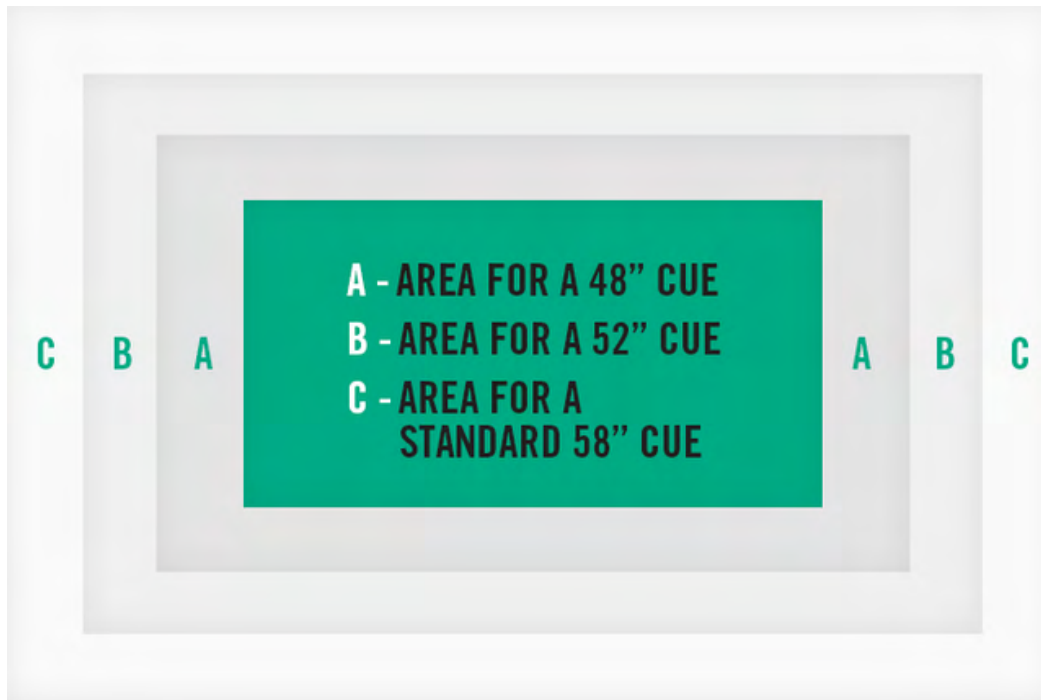 A - AREA FOR A 48” CUE
B - AREA FOR A 52” CUE
C B A A B C
C - AREA FOR A
STANDARD 58” CUE